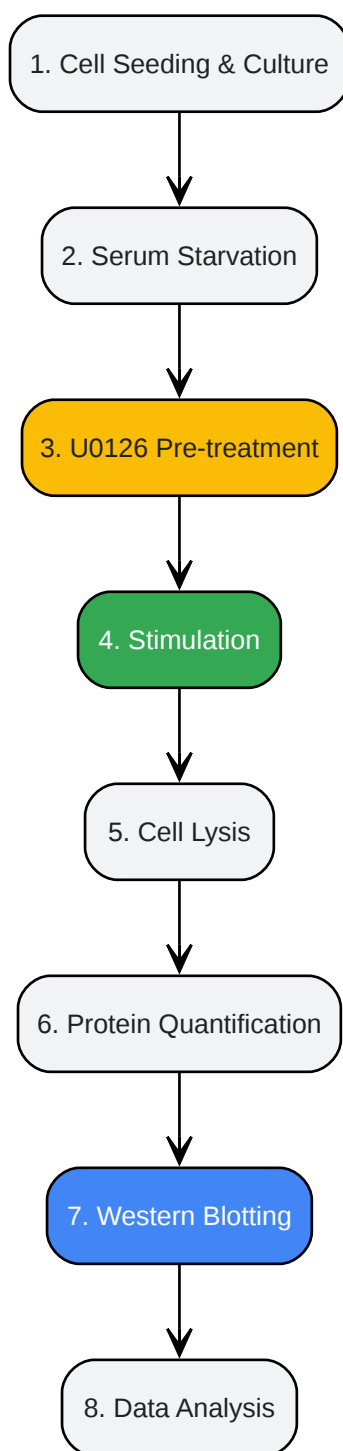 1. Cell Seeding & Culture
2. Serum Starvation
3. U0126 Pre-treatment
4. Stimulation
5. Cell Lysis
6. Protein Quantification
7. Western Blotting
8. Data Analysis